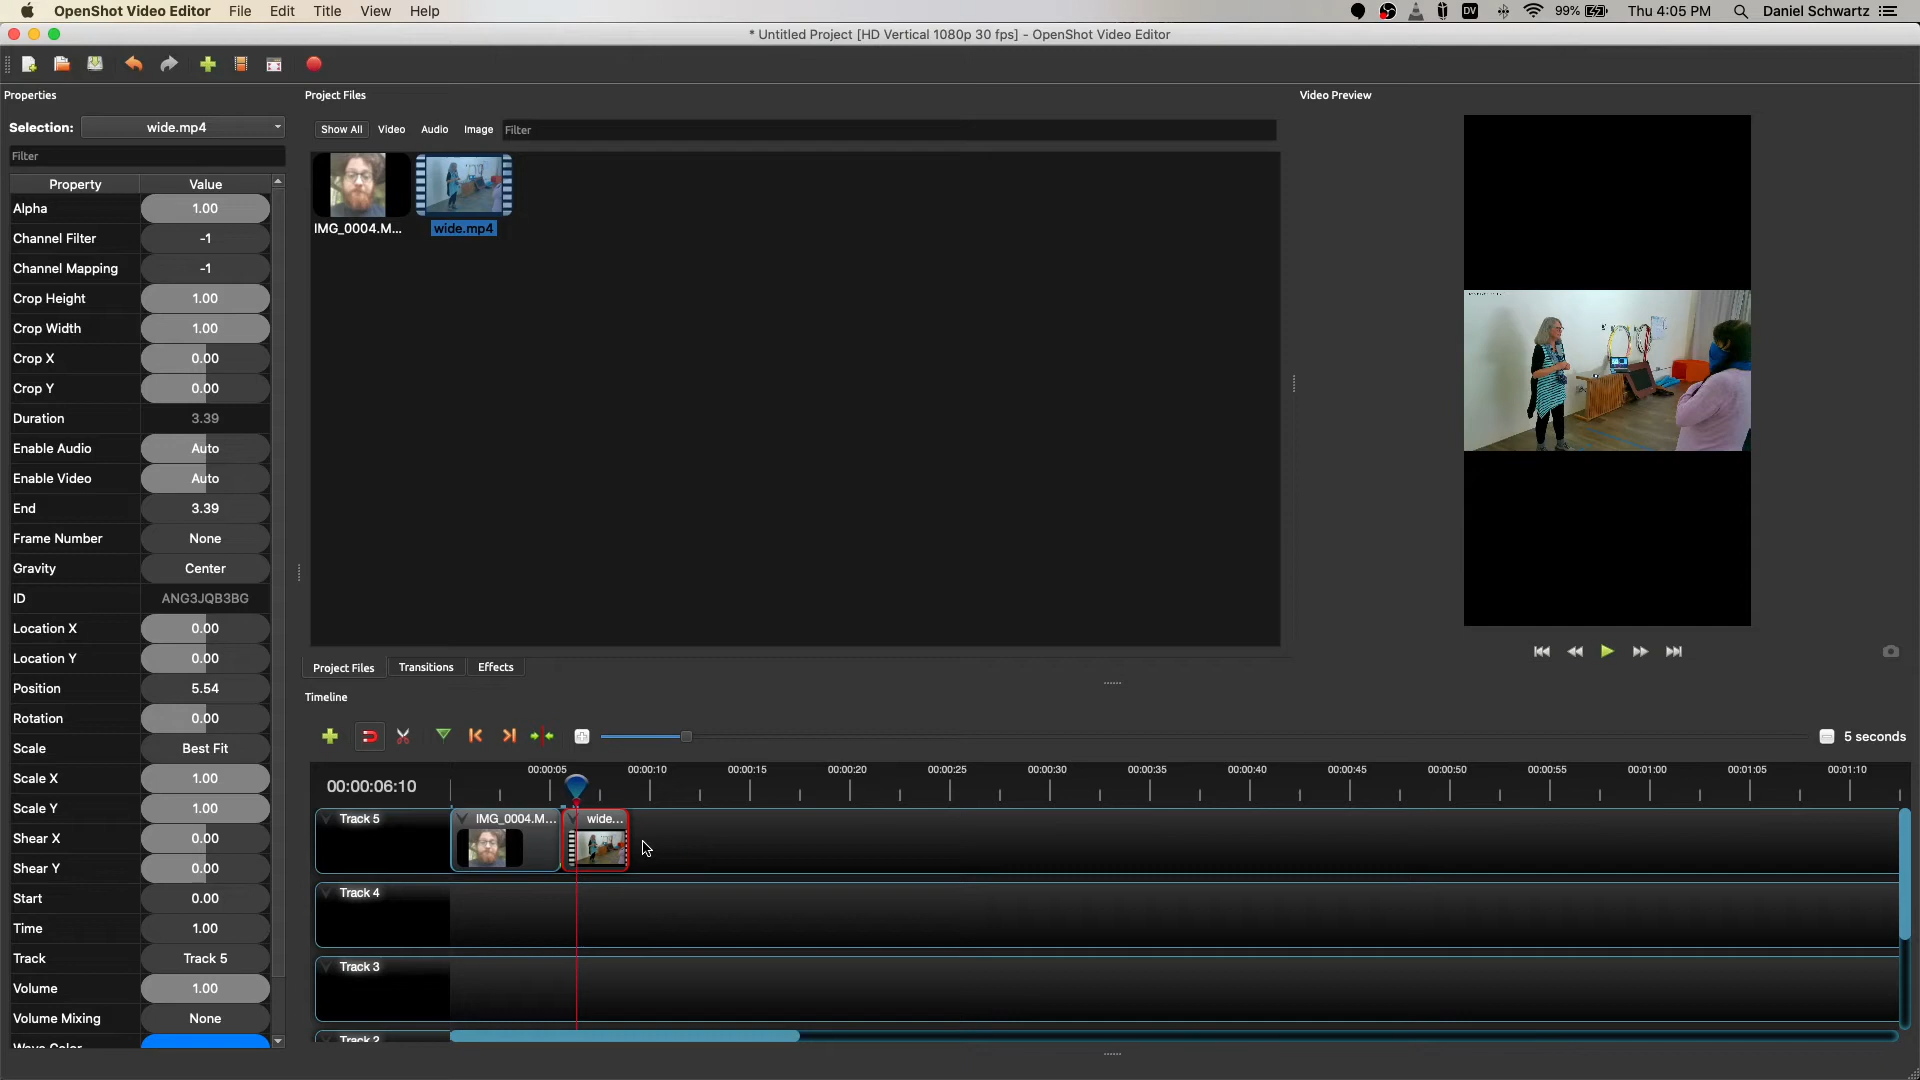 OpenShot Video Editor File Edit Title View Help DV 99% Thu 4:05 PM Daniel Schwartz
* Untitled Project [HD Vertical 1080p 30 fps] - OpenShot Video Editor
Properties
Selection: wide.mp4
Filter
Property Value
Alpha 1.00
Channel Filter -1
Channel Mapping -1
Crop Height 1.00
Crop Width 1.00
Crop X 0.00
Crop Y 0.00
Duration 3.39
Enable Audio Auto
Enable Video Auto
End 3.39
Frame Number None
Gravity Center
ID ANG3JQB3BG
Location X 0.00
Location Y 0.00
Position 5.54
Rotation 0.00
Scale Best Fit
Scale X 1.00
Scale Y 1.00
Shear X 0.00
Shear Y 0.00
Start 0.00
Time 1.00
Track Track 5
Volume 1.00
Volume Mixing None
Wave Color
Project Files
Show All Video Audio Image Filter
IMG_0004.M... wide.mp4
Project Files Transitions Effects
Video Preview
Timeline
5 seconds
00:00:06:10 00:00:05 00:00:10 00:00:15 00:00:20 00:00:25 00:00:30 00:00:35 00:00:40 00:00:45 00:00:50 00:00:55 00:01:00 00:01:05 00:01:10
Track 5 IMG_0004.M... wide...
Track 4
Track 3
Track 2